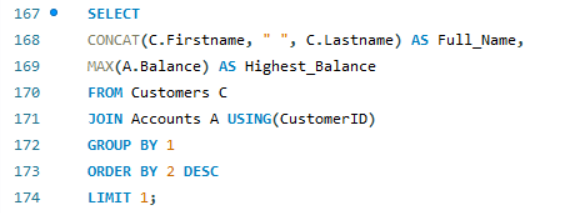 167 SELECT
168 CONCAT(C.Firstname, " ", C.Lastname) AS Full_Name,
169 MAX(A.Balance) AS Highest_Balance
170 FROM Customers C
171 JOIN Accounts A USING(CustomerID)
172 GROUP BY 1
173 ORDER BY 2 DESC
174 LIMIT 1;